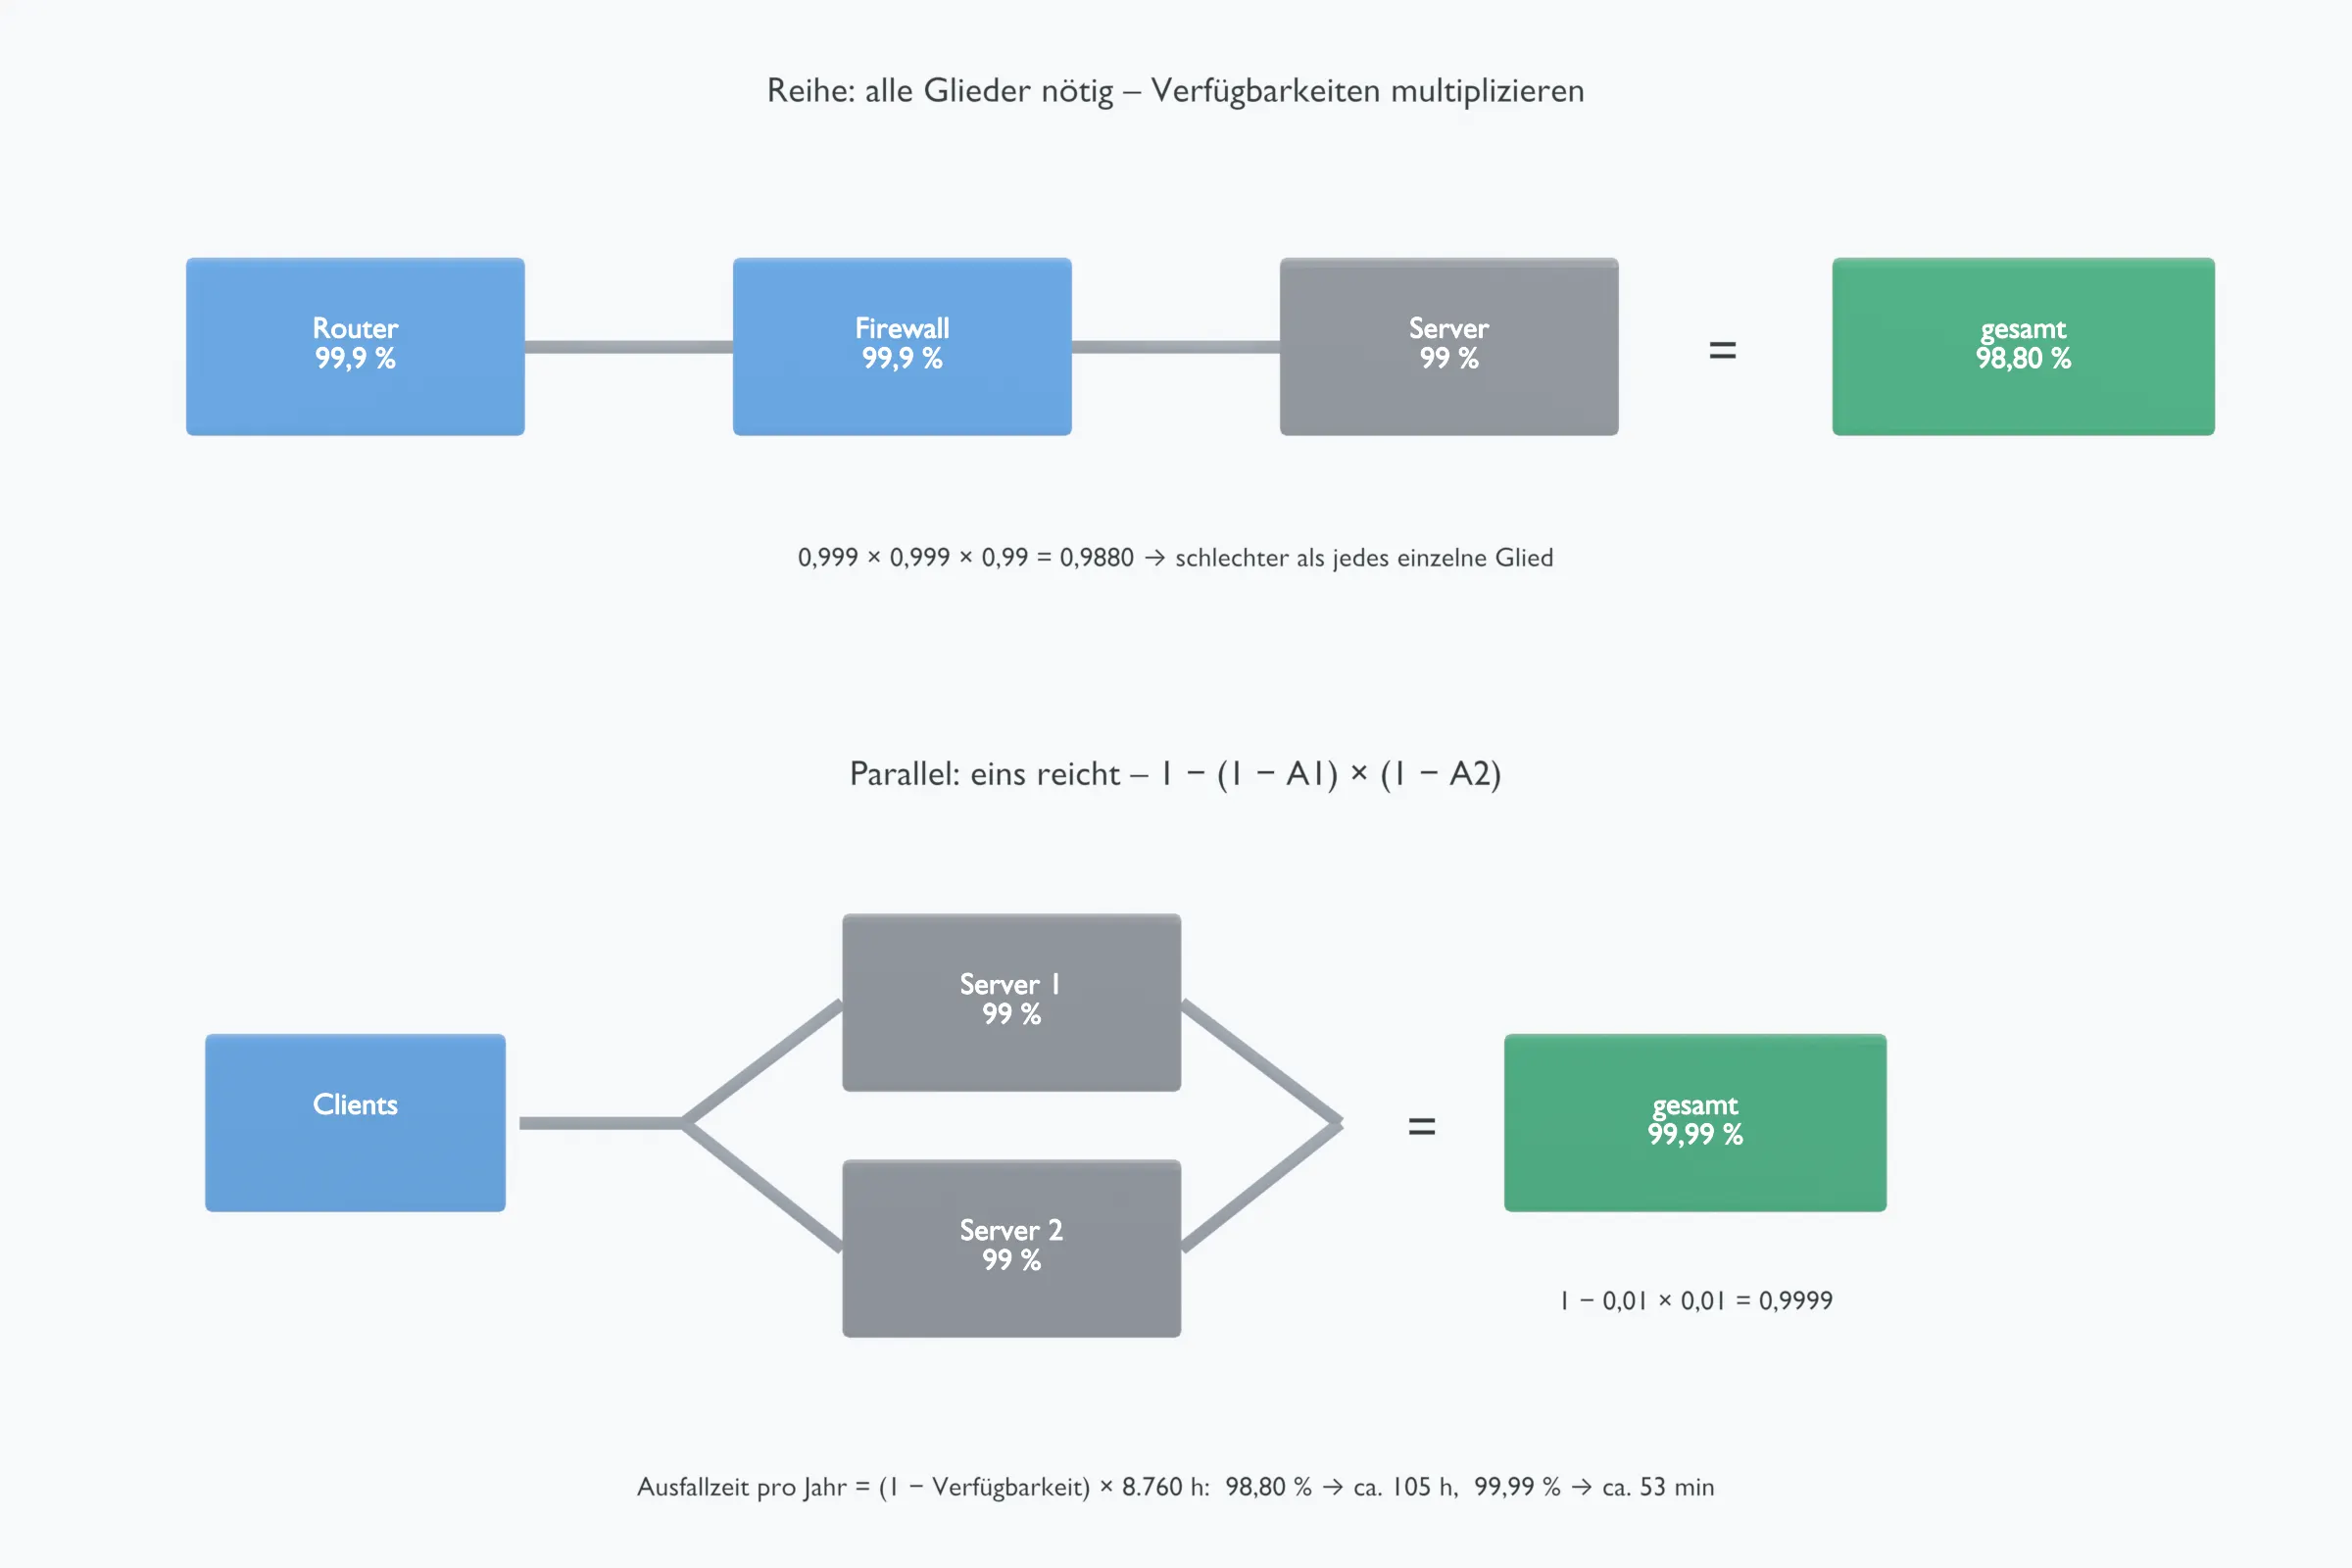 Reihe: alle Glieder nötig – Verfügbarkeiten multiplizieren
Router
99,9 %
Firewall
99,9 %
Server
99 %
=
gesamt
98,80 %
0,999 × 0,999 × 0,99 = 0,9880 → schlechter als jedes einzelne Glied
Parallel: eins reicht – 1 − (1 − A1) × (1 − A2)
Clients
Server 1
99 %
Server 2
99 %
=
gesamt
99,99 %
1 − 0,01 × 0,01 = 0,9999
Ausfallzeit pro Jahr = (1 − Verfügbarkeit) × 8.760 h: 98,80 % → ca. 105 h, 99,99 % → ca. 53 min